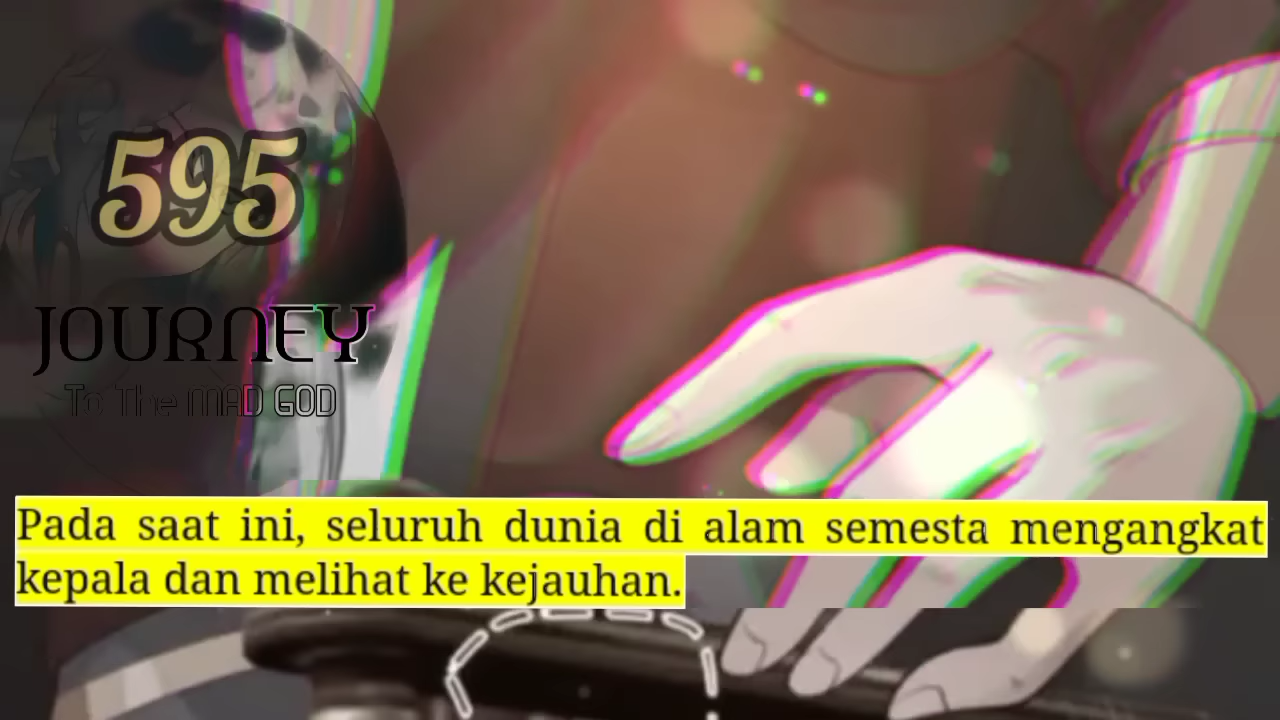 595
JOURNEY
To The MAD GOD
Pada saat ini, seluruh dunia di alam semesta mengangkat
kepala dan melihat ke kejauhan.